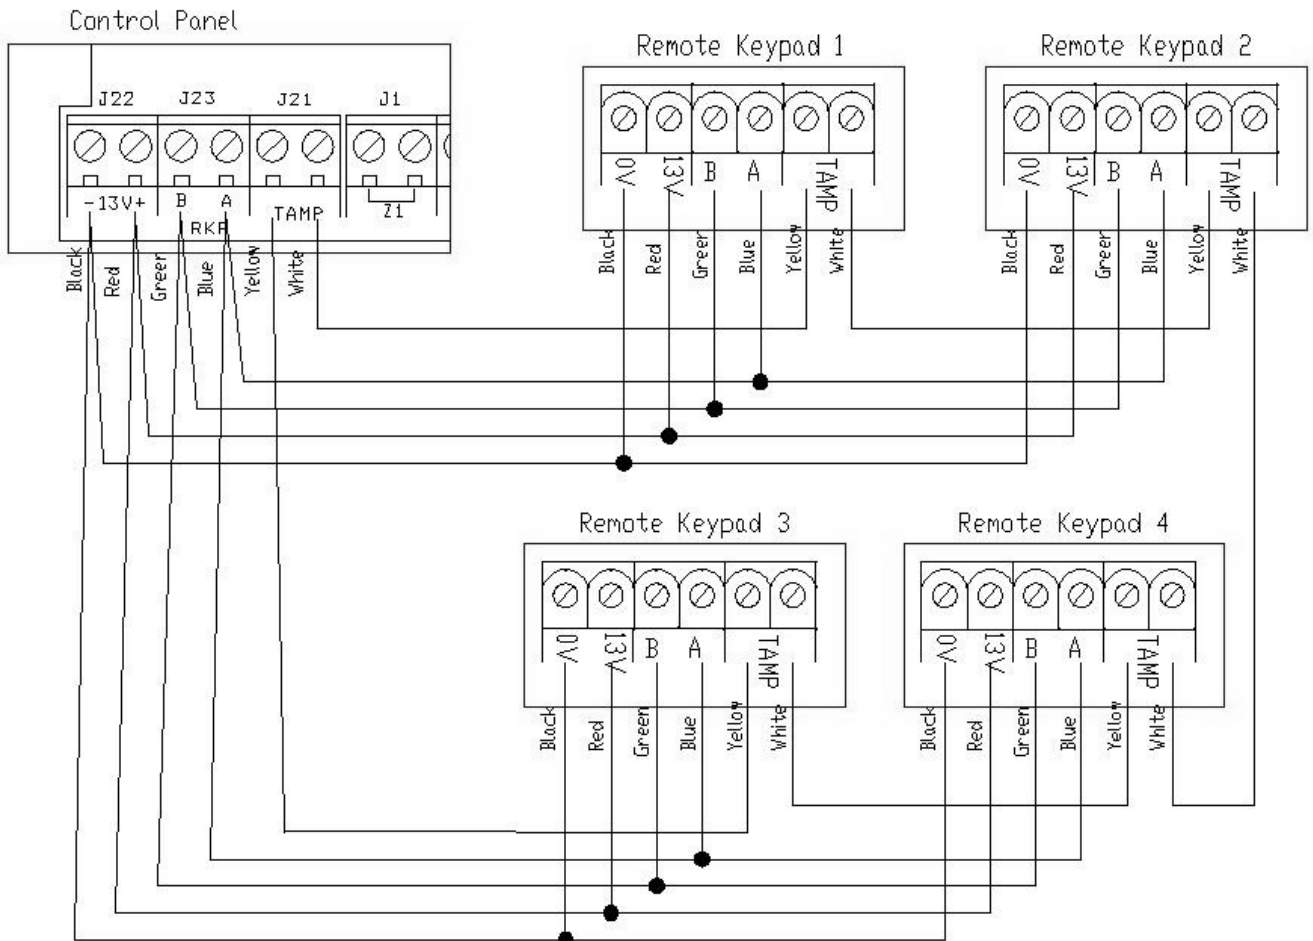 Control Panel
J22 J23 J21 J1
-13V+ B A TAMP Z1
RKP
Black Red Green Blue Yellow White
Remote Keypad 1
0V 13V B A TAMP
Black Red Green Blue Yellow White
Remote Keypad 2
0V 13V B A TAMP
Black Red Green Blue Yellow White
Remote Keypad 3
0V 13V B A TAMP
Black Red Green Blue Yellow White
Remote Keypad 4
0V 13V B A TAMP
Black Red Green Blue Yellow White